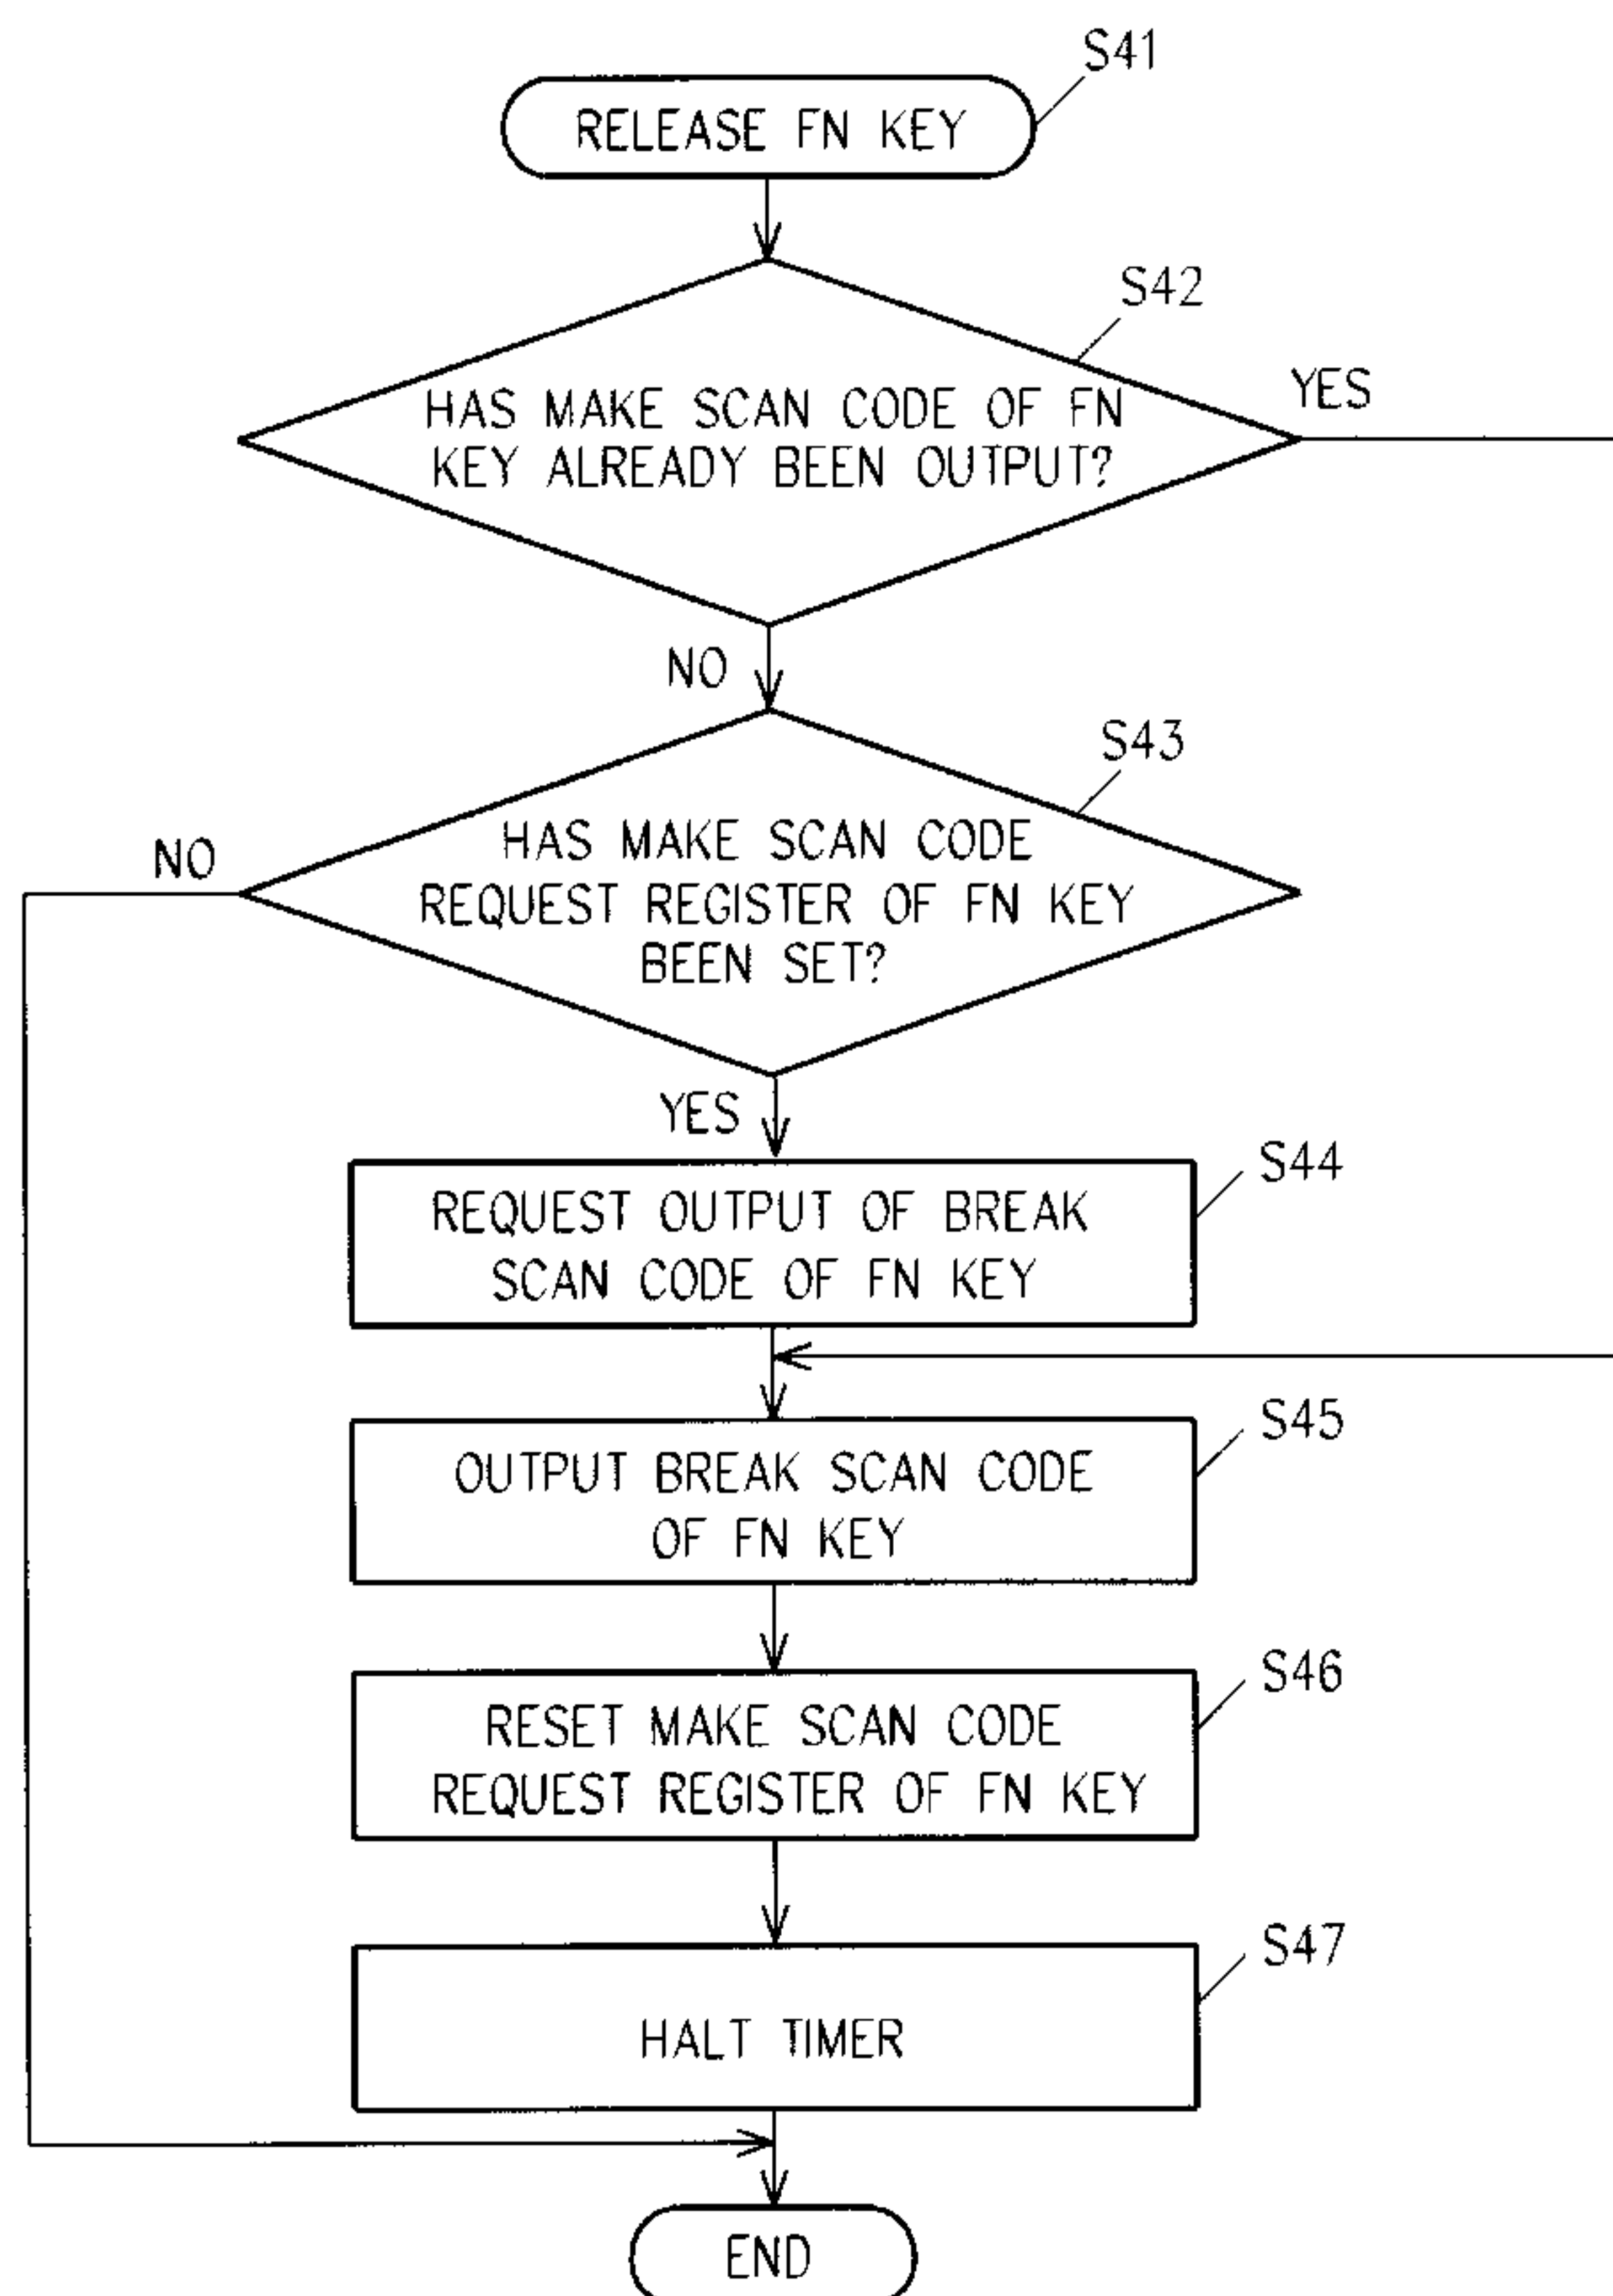 S41
RELEASE FN KEY
S42
HAS MAKE SCAN CODE OF FN
KEY ALREADY BEEN OUTPUT?
YES
NO
S43
HAS MAKE SCAN CODE
REQUEST REGISTER OF FN KEY
BEEN SET?
NO
YES
S44
REQUEST OUTPUT OF BREAK
SCAN CODE OF FN KEY
S45
OUTPUT BREAK SCAN CODE
OF FN KEY
S46
RESET MAKE SCAN CODE
REQUEST REGISTER OF FN KEY
S47
HALT TIMER
END